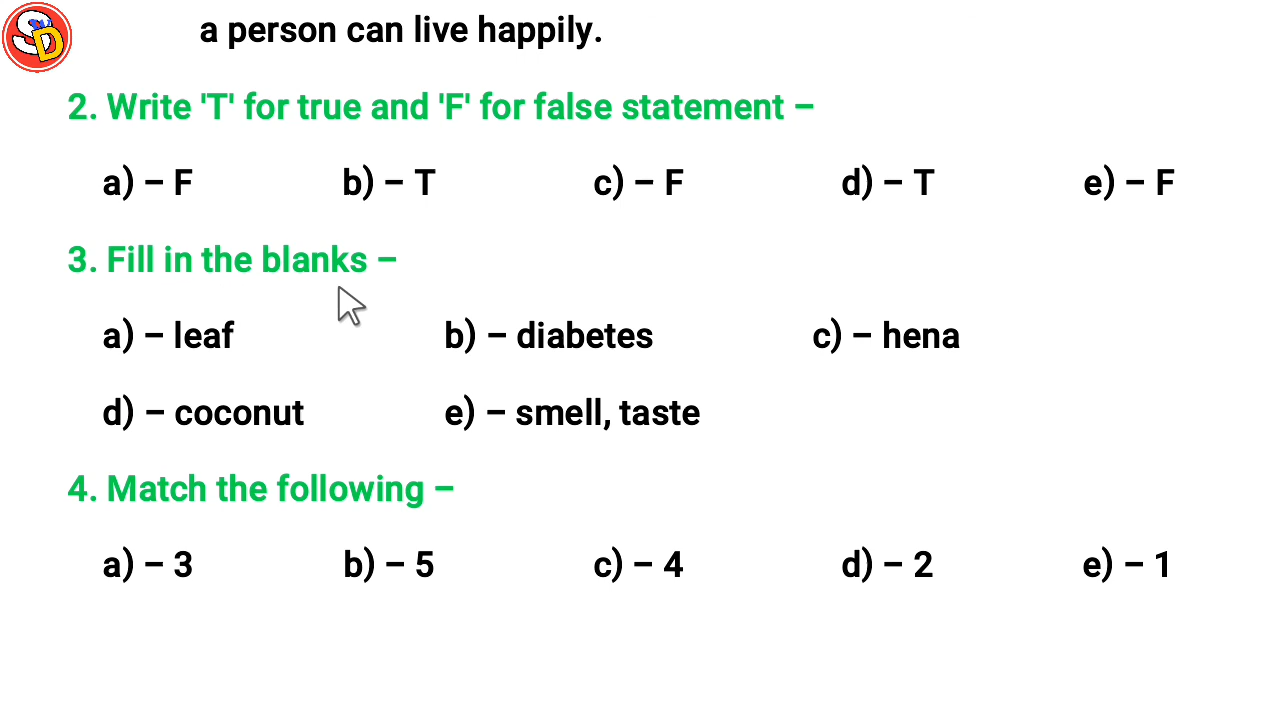 a person can live happily.
2. Write 'T' for true and 'F' for false statement –
a) – F b) – T c) – F d) – T e) – F
3. Fill in the blanks –
a) – leaf b) – diabetes c) – hena
d) – coconut e) – smell, taste
4. Match the following –
a) – 3 b) – 5 c) – 4 d) – 2 e) – 1